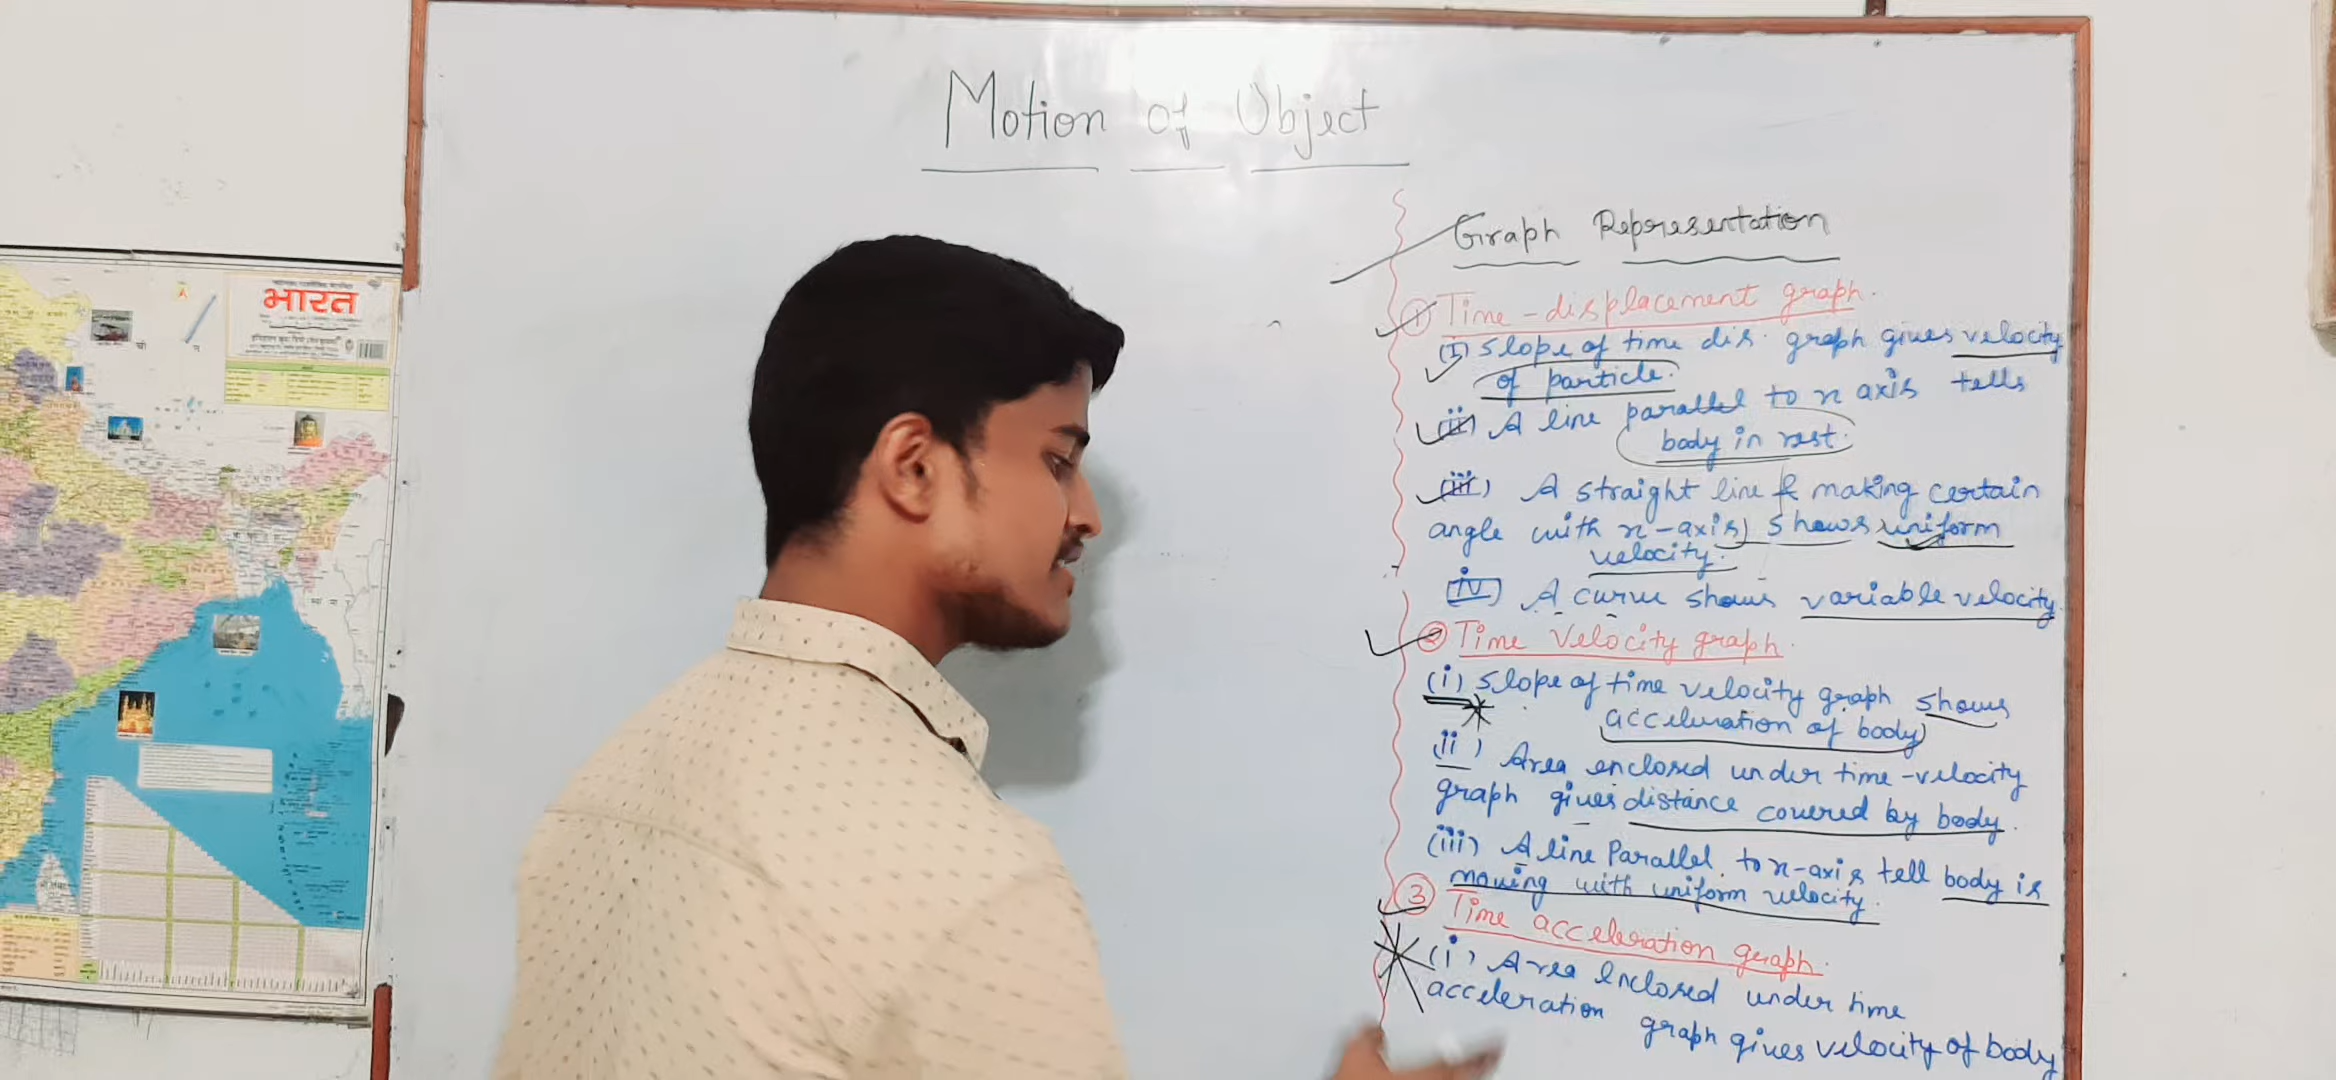 Motion of Object
Graph Representation
① Time-displacement graph.
(i) Slope of time dis. graph gives velocity
of particle.
(ii) A line parallel to x axis tells
body in rest.
(iii) A straight line & making certain
angle with x-axis) shows uniform
velocity.
(iv) A curve shows variable velocity.
② Time Velocity graph.
(i) Slope of time velocity graph shows
acceleration of body
(ii) Area enclosed under time-velocity
graph gives distance covered by body.
(iii) A line Parallel to x-axis tell body is
moving with uniform velocity.
③ Time acceleration graph.
(i) Area Enclosed under time
acceleration
graph gives velocity of body
भारत